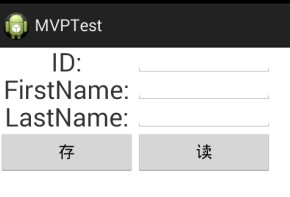 MVPTest
ID:
FirstName:
LastName:
存 读